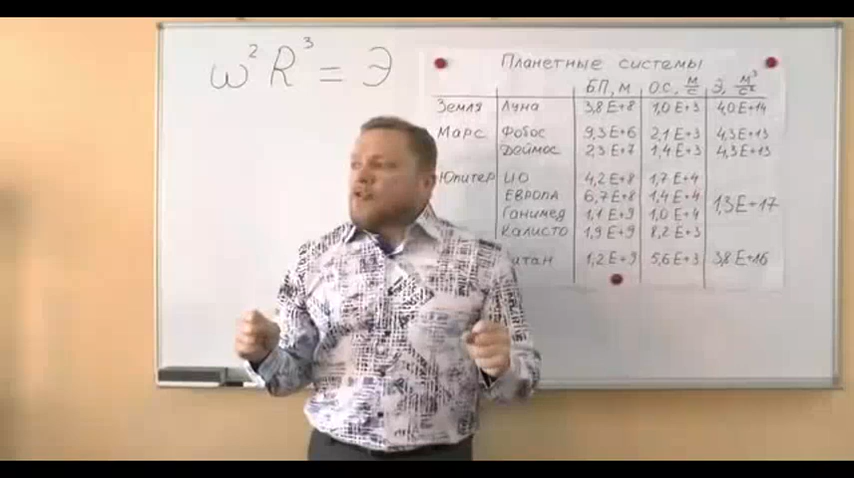 ω² R³ = Э
Планетные системы
БП, м О.С, м/с Э, м³/с²
Земля Луна 3,8 Е+8 1,0 Е+3 4,0 Е+14
Марс Фобос 9,3 Е+6 2,1 Е+3 4,3 Е+13
Деймос 2,3 Е+7 1,4 Е+3 4,3 Е+13
Юпитер ИО 4,2 Е+8 1,7 Е+4
ЕВРОПА 6,7 Е+8 1,4 Е+4 1,3 Е+17
Ганимед 1,1 Е+9 1,0 Е+4
Калисто 1,9 Е+9 8,2 Е+3
итан 1,2 Е+9 5,6 Е+3 3,8 Е+16